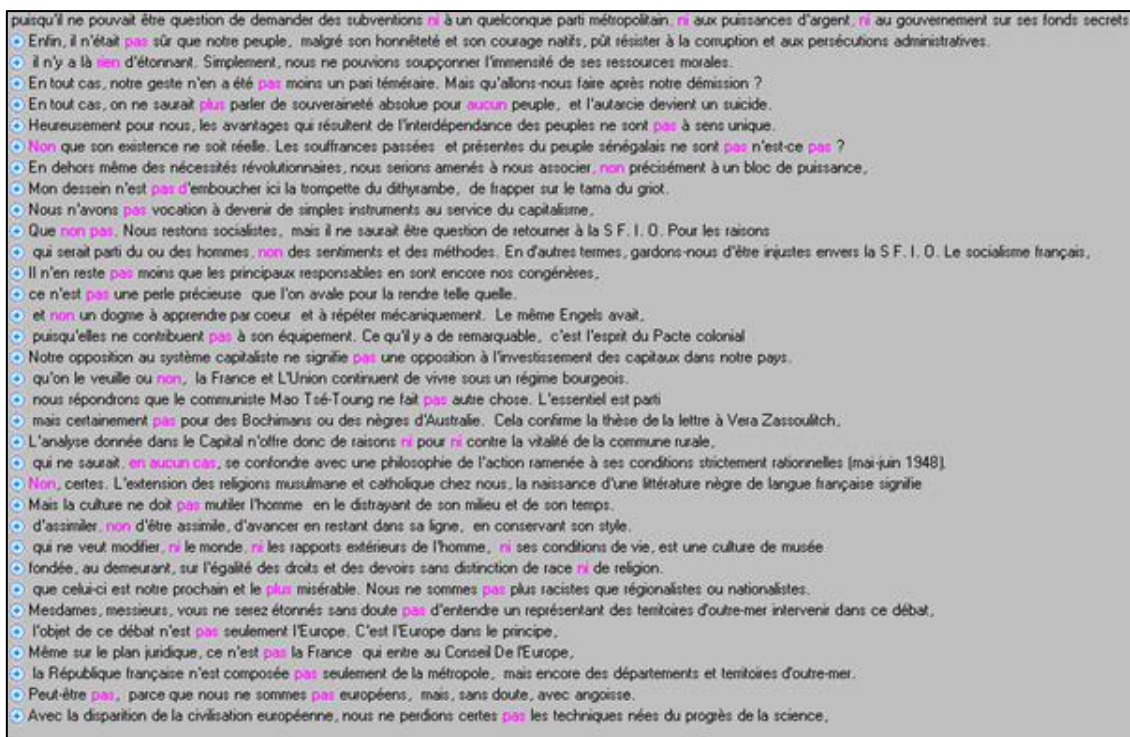 puisqu'il ne pouvait être question de demander des subventions ni à un quelconque parti métropolitain, ni aux puissances d'argent, ni au gouvernement sur ses fonds secrets
Enfin, il n'était pas sûr que notre peuple, malgré son honnêteté et son courage natifs, pût résister à la corruption et aux persécutions administratives.
il n'y a là rien d'étonnant. Simplement, nous ne pouvions soupçonner l'immensité de ses ressources morales.
En tout cas, notre geste n'en a été pas moins un pari téméraire. Mais qu'allons-nous faire après notre démission ?
En tout cas, on ne saurait plus parler de souveraineté absolue pour aucun peuple, et l'autarcie devient un suicide.
Heureusement pour nous, les avantages qui résultent de l'interdépendance des peuples ne sont pas à sens unique.
Non que son existence ne soit réelle. Les souffrances passées et présentes du peuple sénégalais ne sont pas n'est-ce pas ?
En dehors même des nécessités révolutionnaires, nous serions amenés à nous associer, non précisément à un bloc de puissance,
Mon dessein n'est pas d'emboucher ici la trompette du dithyrambe, de frapper sur le tama du griot.
Nous n'avons pas vocation à devenir de simples instruments au service du capitalisme,
Que non pas. Nous restons socialistes, mais il ne saurait être question de retourner à la S F. I. O. Pour les raisons
qui serait parti du ou des hommes, non des sentiments et des méthodes. En d'autres termes, gardons-nous d'être injustes envers la S F. I. O. Le socialisme français,
Il n'en reste pas moins que les principaux responsables en sont encore nos congénères,
ce n'est pas une perle précieuse que l'on avale pour la rendre telle quelle.
et non un dogme à apprendre par coeur et à répéter mécaniquement. Le même Engels avait,
puisqu'elles ne contribuent pas à son équipement. Ce qu'il y a de remarquable, c'est l'esprit du Pacte colonial
Notre opposition au système capitaliste ne signifie pas une opposition à l'investissement des capitaux dans notre pays.
qu'on le veuille ou non, la France et L'Union continuent de vivre sous un régime bourgeois.
nous répondrons que le communiste Mao Tsé-Toung ne fait pas autre chose. L'essentiel est parti
mais certainement pas pour des Bochimans ou des nègres d'Australie. Cela confirme la thèse de la lettre à Vera Zassoulitch,
L'analyse donnée dans le Capital n'offre donc de raisons ni pour ni contre la vitalité de la commune rurale,
qui ne saurait, en aucun cas, se confondre avec une philosophie de l'action ramenée à ses conditions strictement rationnelles (mai-juin 1948).
Non, certes. L'extension des religions musulmane et catholique chez nous, la naissance d'une littérature nègre de langue française signifie
Mais la culture ne doit pas mutiler l'homme en le distrayant de son milieu et de son temps.
d'assimiler, non d'être assimile, d'avancer en restant dans sa ligne, en conservant son style.
qui ne veut modifier, ni le monde, ni les rapports extérieurs de l'homme, ni ses conditions de vie, est une culture de musée
fondée, au demeurant, sur l'égalité des droits et des devoirs sans distinction de race ni de religion.
que celui-ci est notre prochain et le plus misérable. Nous ne sommes pas plus racistes que régionalistes ou nationalistes.
Mesdames, messieurs, vous ne serez étonnés sans doute pas d'entendre un représentant des territoires d'outre-mer intervenir dans ce débat,
l'objet de ce débat n'est pas seulement l'Europe. C'est l'Europe dans le principe,
Même sur le plan juridique, ce n'est pas la France qui entre au Conseil De l'Europe,
la République française n'est composée pas seulement de la métropole, mais encore des départements et territoires d'outre-mer.
Peut-être pas, parce que nous ne sommes pas européens, mais, sans doute, avec angoisse.
Avec la disparition de la civilisation européenne, nous ne perdions certes pas les techniques nées du progrès de la science,